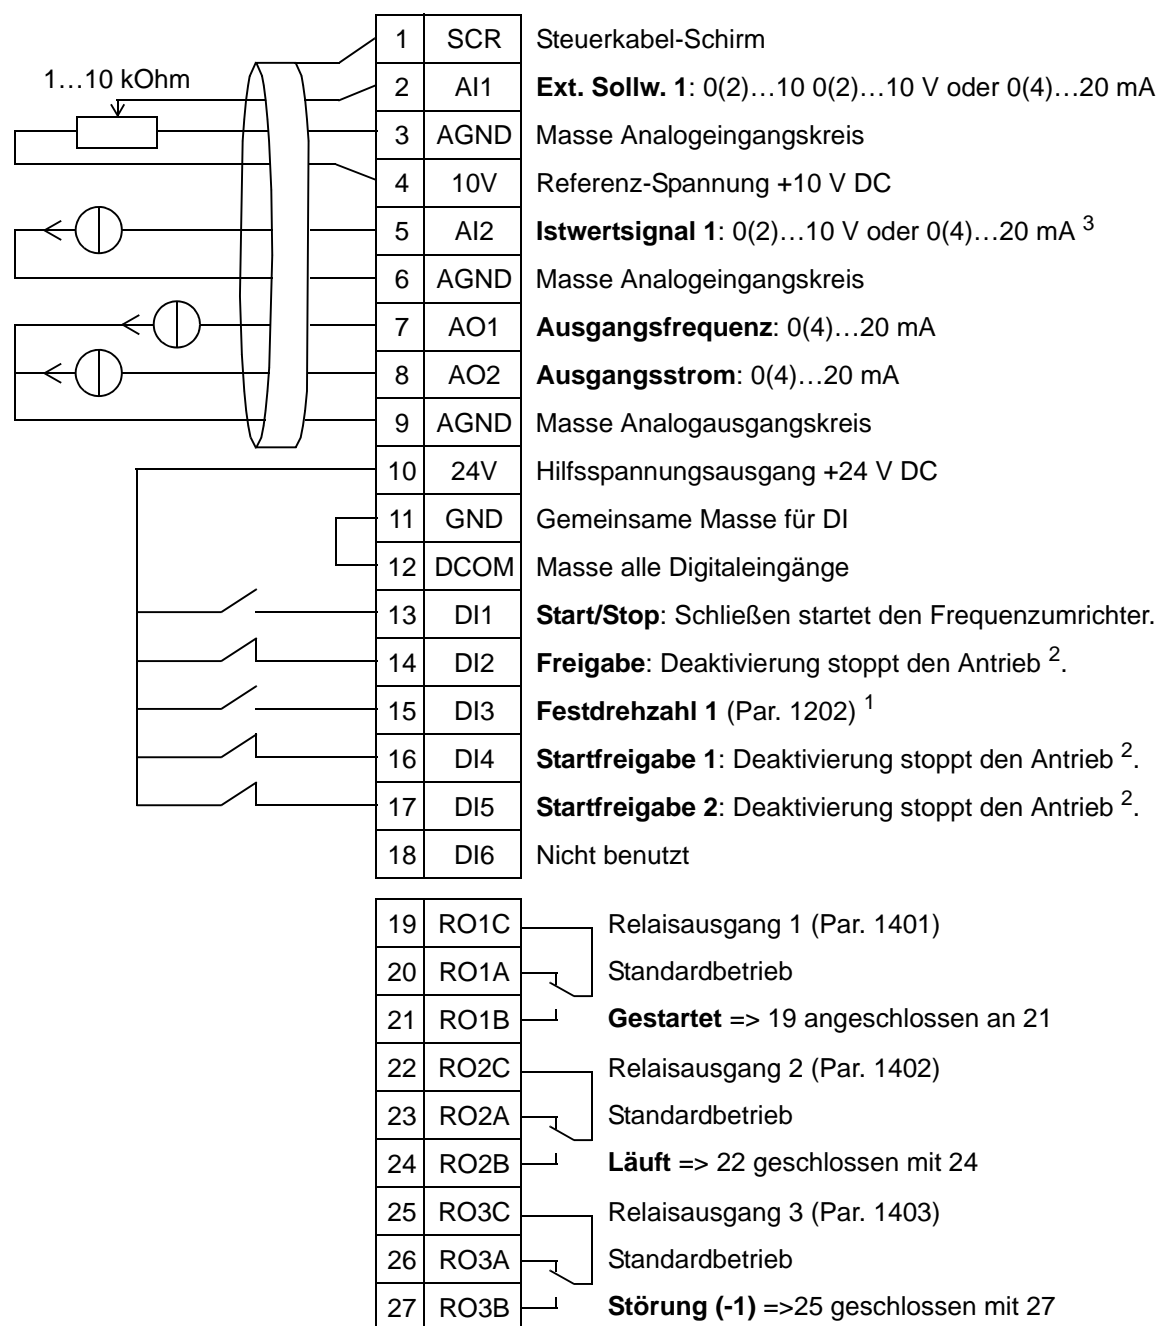 1 SCR Steuerkabel-Schirm
1…10 kOhm
2 AI1 Ext. Sollw. 1: 0(2)…10 0(2)…10 V oder 0(4)…20 mA
3 AGND Masse Analogeingangskreis
4 10V Referenz-Spannung +10 V DC
5 AI2 Istwertsignal 1: 0(2)…10 V oder 0(4)…20 mA 3
6 AGND Masse Analogeingangskreis
7 AO1 Ausgangsfrequenz: 0(4)…20 mA
8 AO2 Ausgangsstrom: 0(4)…20 mA
9 AGND Masse Analogausgangskreis
10 24V Hilfsspannungsausgang +24 V DC
11 GND Gemeinsame Masse für DI
12 DCOM Masse alle Digitaleingänge
13 DI1 Start/Stop: Schließen startet den Frequenzumrichter.
14 DI2 Freigabe: Deaktivierung stoppt den Antrieb 2.
15 DI3 Festdrehzahl 1 (Par. 1202) 1
16 DI4 Startfreigabe 1: Deaktivierung stoppt den Antrieb 2.
17 DI5 Startfreigabe 2: Deaktivierung stoppt den Antrieb 2.
18 DI6 Nicht benutzt
19 RO1C Relaisausgang 1 (Par. 1401)
20 RO1A Standardbetrieb
21 RO1B Gestartet => 19 angeschlossen an 21
22 RO2C Relaisausgang 2 (Par. 1402)
23 RO2A Standardbetrieb
24 RO2B Läuft => 22 geschlossen mit 24
25 RO3C Relaisausgang 3 (Par. 1403)
26 RO3A Standardbetrieb
27 RO3B Störung (-1) =>25 geschlossen mit 27